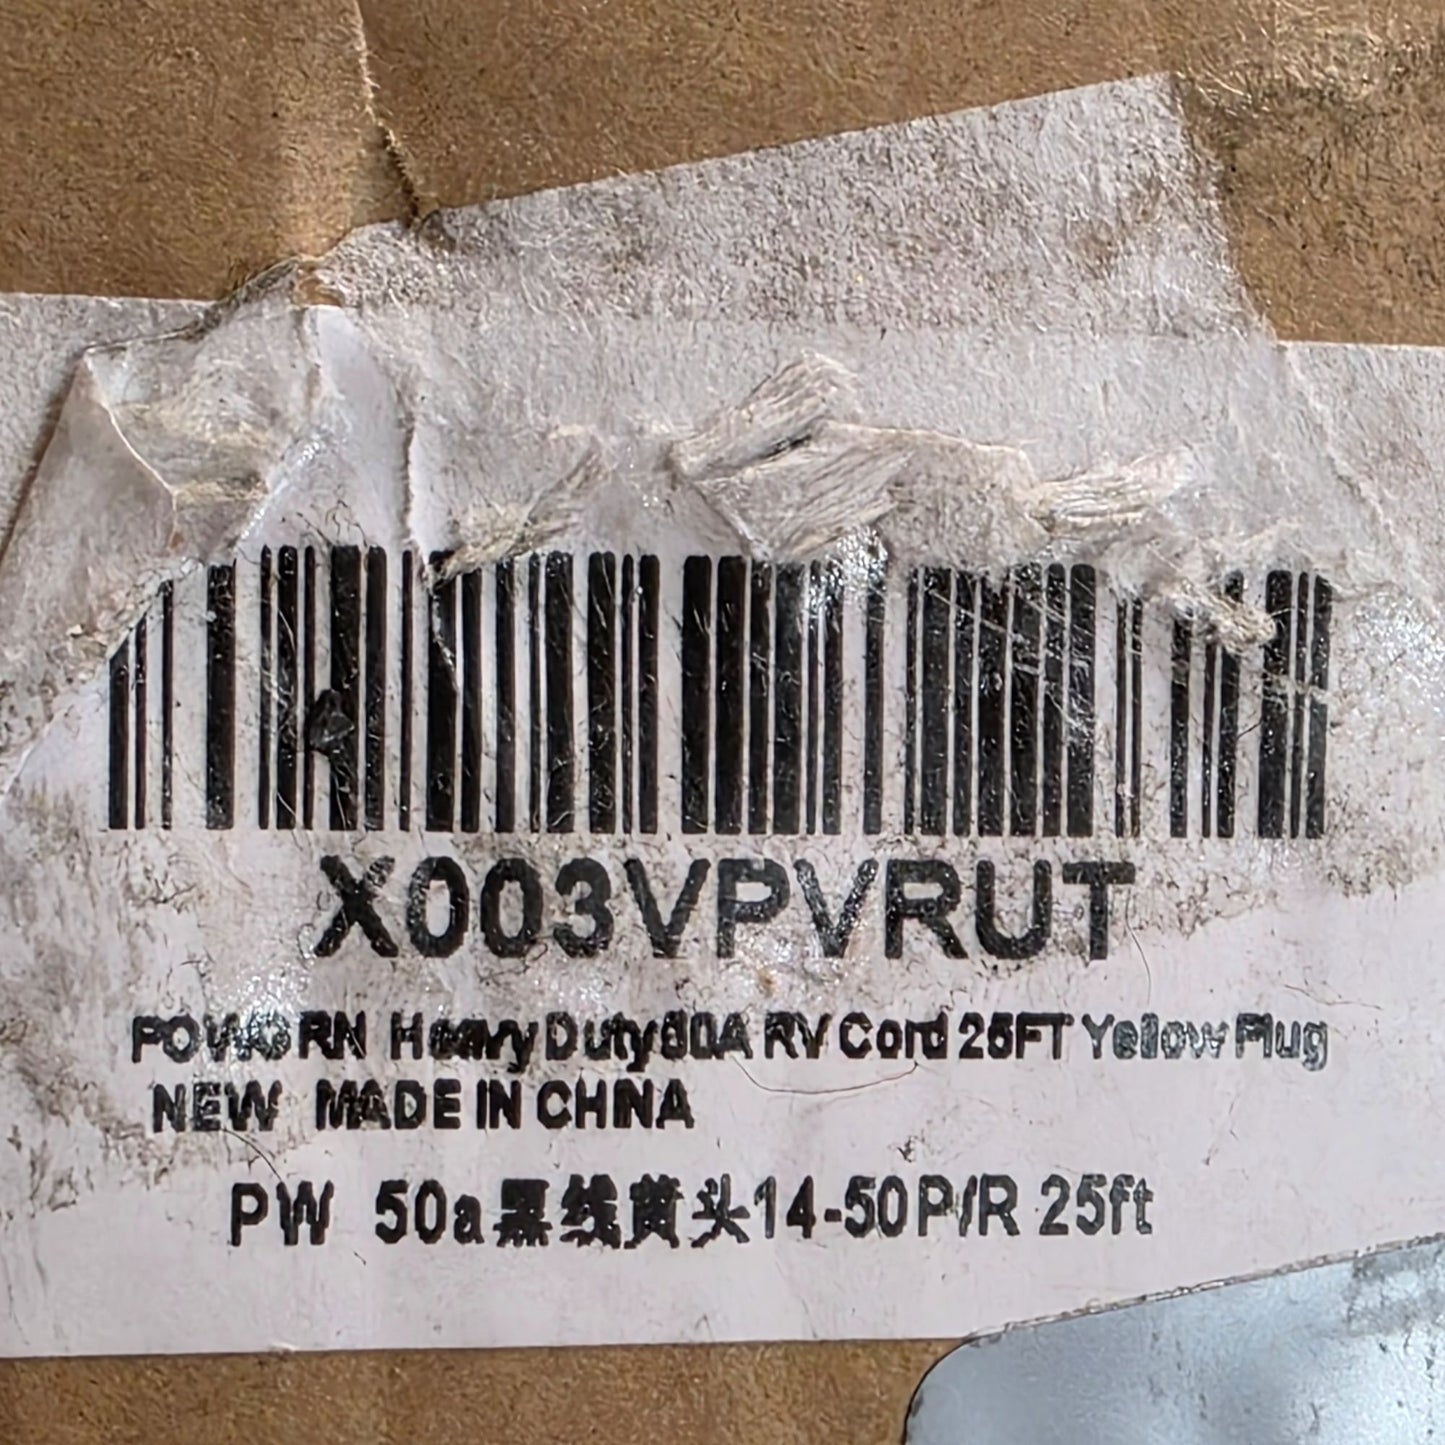 X003VPVRUT
POWORN Heavy Duty 50A RV Cord 25FT Yellow Plug
NEW MADE IN CHINA
PW 50a黑线黄头14-50P/R 25ft